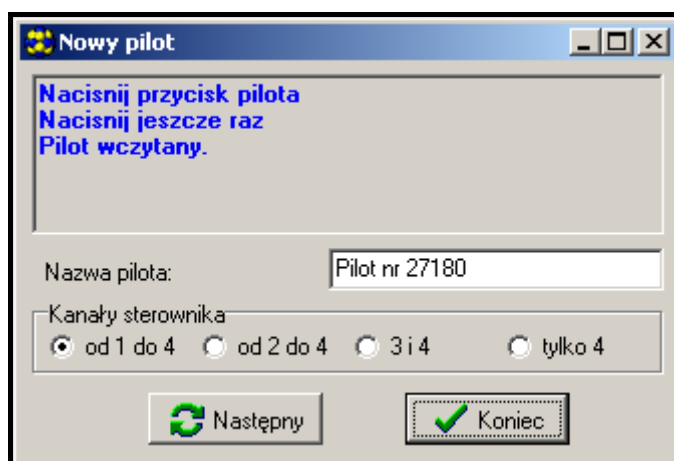 Nowy pilot
Nacisnij przycisk pilota
Nacisnij jeszcze raz
Pilot wczytany.
Nazwa pilota: Pilot nr 27180
Kanały sterownika
od 1 do 4 od 2 do 4 3 i 4 tylko 4
Następny Koniec